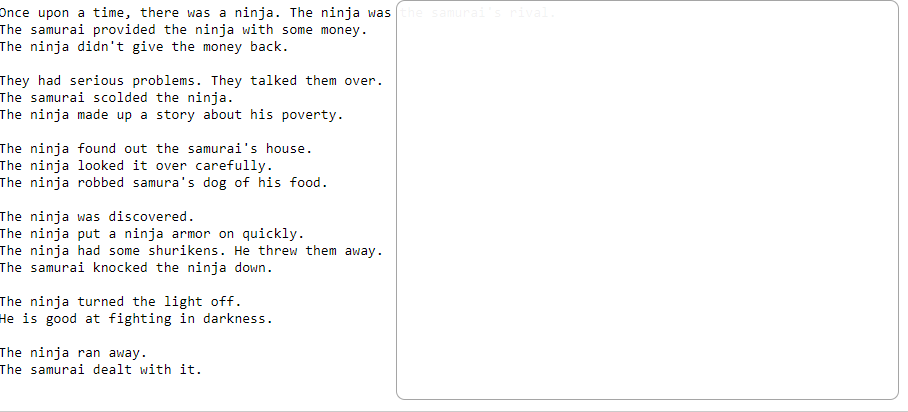 Once upon a time, there was a ninja. The ninja was the samurai's rival.
The samurai provided the ninja with some money.
The ninja didn't give the money back.
They had serious problems. They talked them over.
The samurai scolded the ninja.
The ninja made up a story about his poverty.
The ninja found out the samurai's house.
The ninja looked it over carefully.
The ninja robbed samura's dog of his food.
The ninja was discovered.
The ninja put a ninja armor on quickly.
The ninja had some shurikens. He threw them away.
The samurai knocked the ninja down.
The ninja turned the light off.
He is good at fighting in darkness.
The ninja ran away.
The samurai dealt with it.